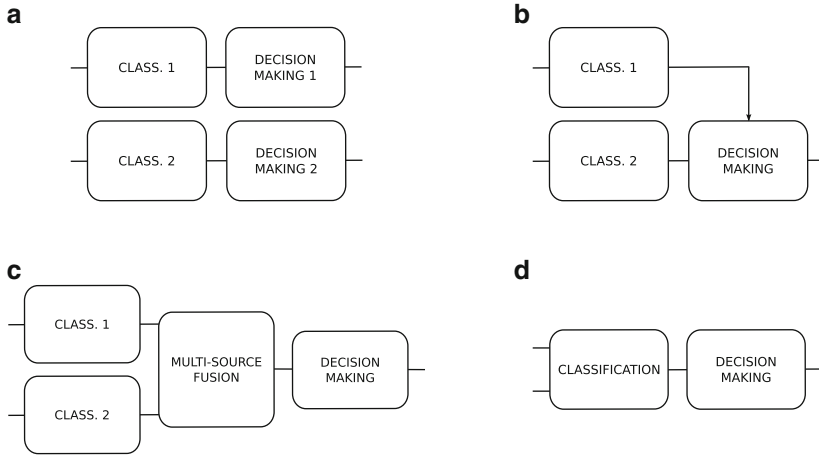 a
CLASS. 1
DECISION
MAKING 1
CLASS. 2
DECISION
MAKING 2
b
CLASS. 1
CLASS. 2
DECISION
MAKING
c
CLASS. 1
CLASS. 2
MULTI-SOURCE
FUSION
DECISION
MAKING
d
CLASSIFICATION
DECISION
MAKING